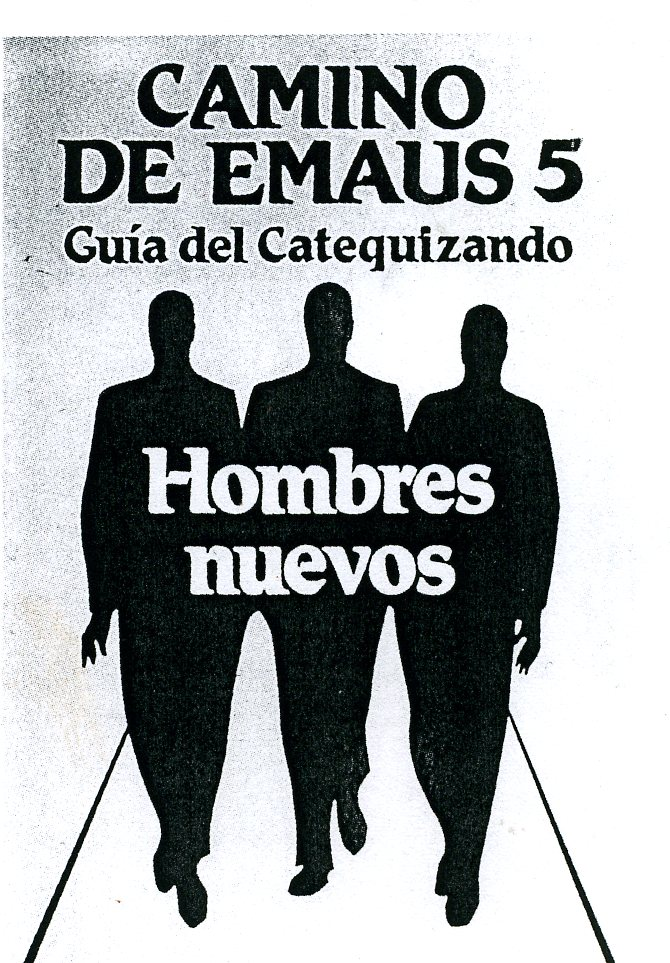 CAMINO
DE EMAUS 5
Guía del Catequizando
Hombres
nuevos